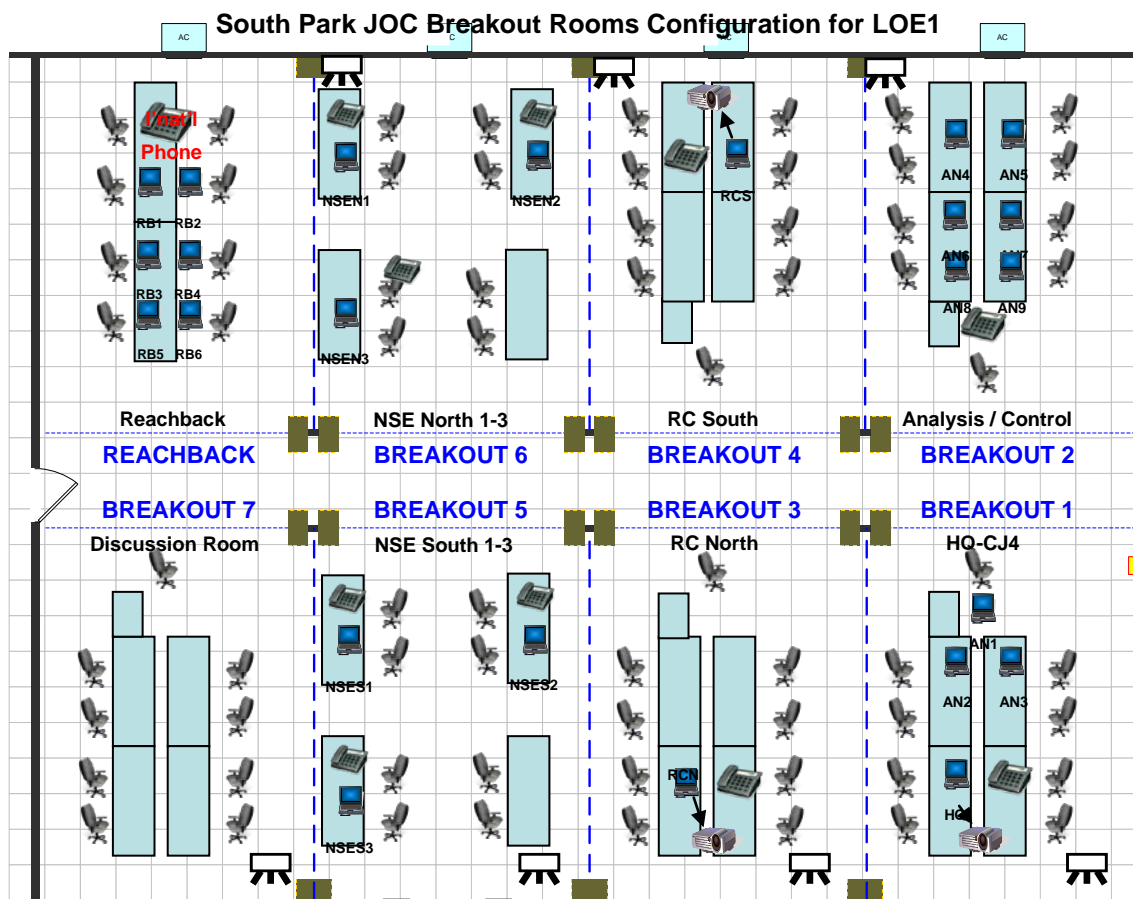 South Park JOC Breakout Rooms Configuration for LOE1
AC
C
AC
AC
I'nat'l
Phone
RB1 RB2
RB3 RB4
RB5 RB6
NSEN1
NSEN2
NSEN3
RCS
AN4
AN5
AN6
AN8
AN9
Reachback
NSE North 1-3
RC South
Analysis / Control
REACHBACK
BREAKOUT 6
BREAKOUT 4
BREAKOUT 2
BREAKOUT 7
BREAKOUT 5
BREAKOUT 3
BREAKOUT 1
Discussion Room
NSE South 1-3
RC North
HQ-CJ4
NSES1
NSES2
NSES3
RCN
AN1
AN2
AN3